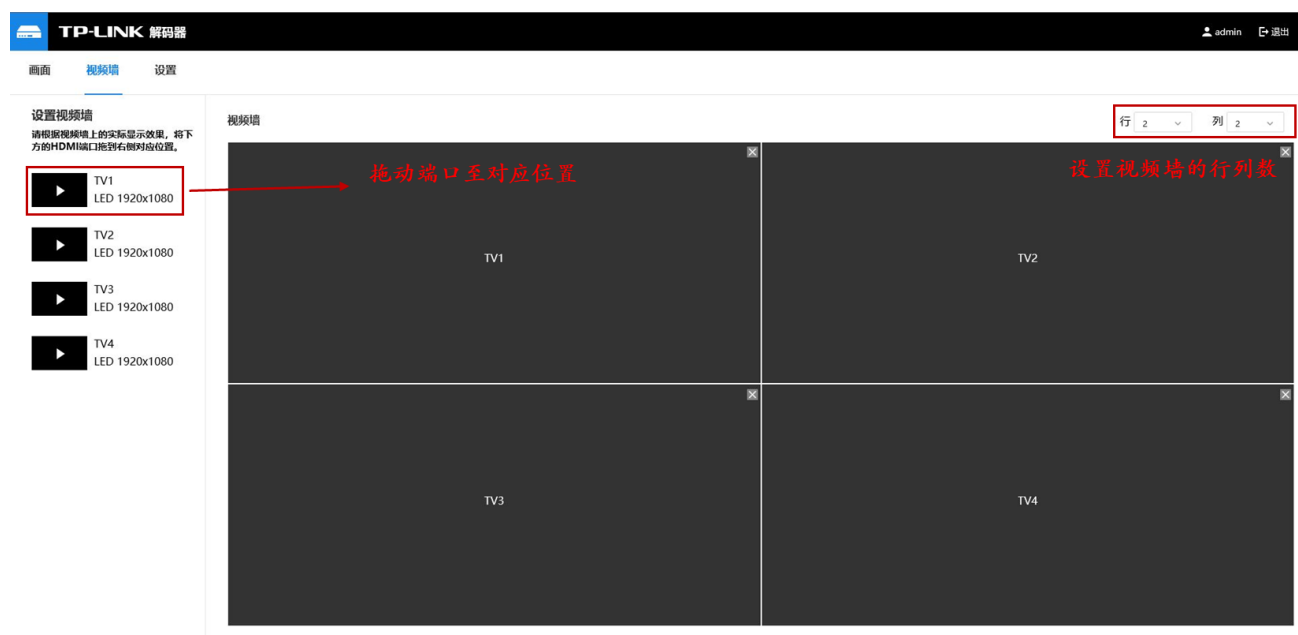 TP-LINK 解码器
admin
退出
画面
视频墙
设置
设置视频墙
请根据视频墙上的实际显示效果，将下
方的HDMI端口拖到右侧对应位置。
TV1
LED 1920x1080
TV2
LED 1920x1080
TV3
LED 1920x1080
TV4
LED 1920x1080
视频墙
行 2
列 2
拖动端口至对应位置
设置视频墙的行列数
TV1
TV2
TV3
TV4